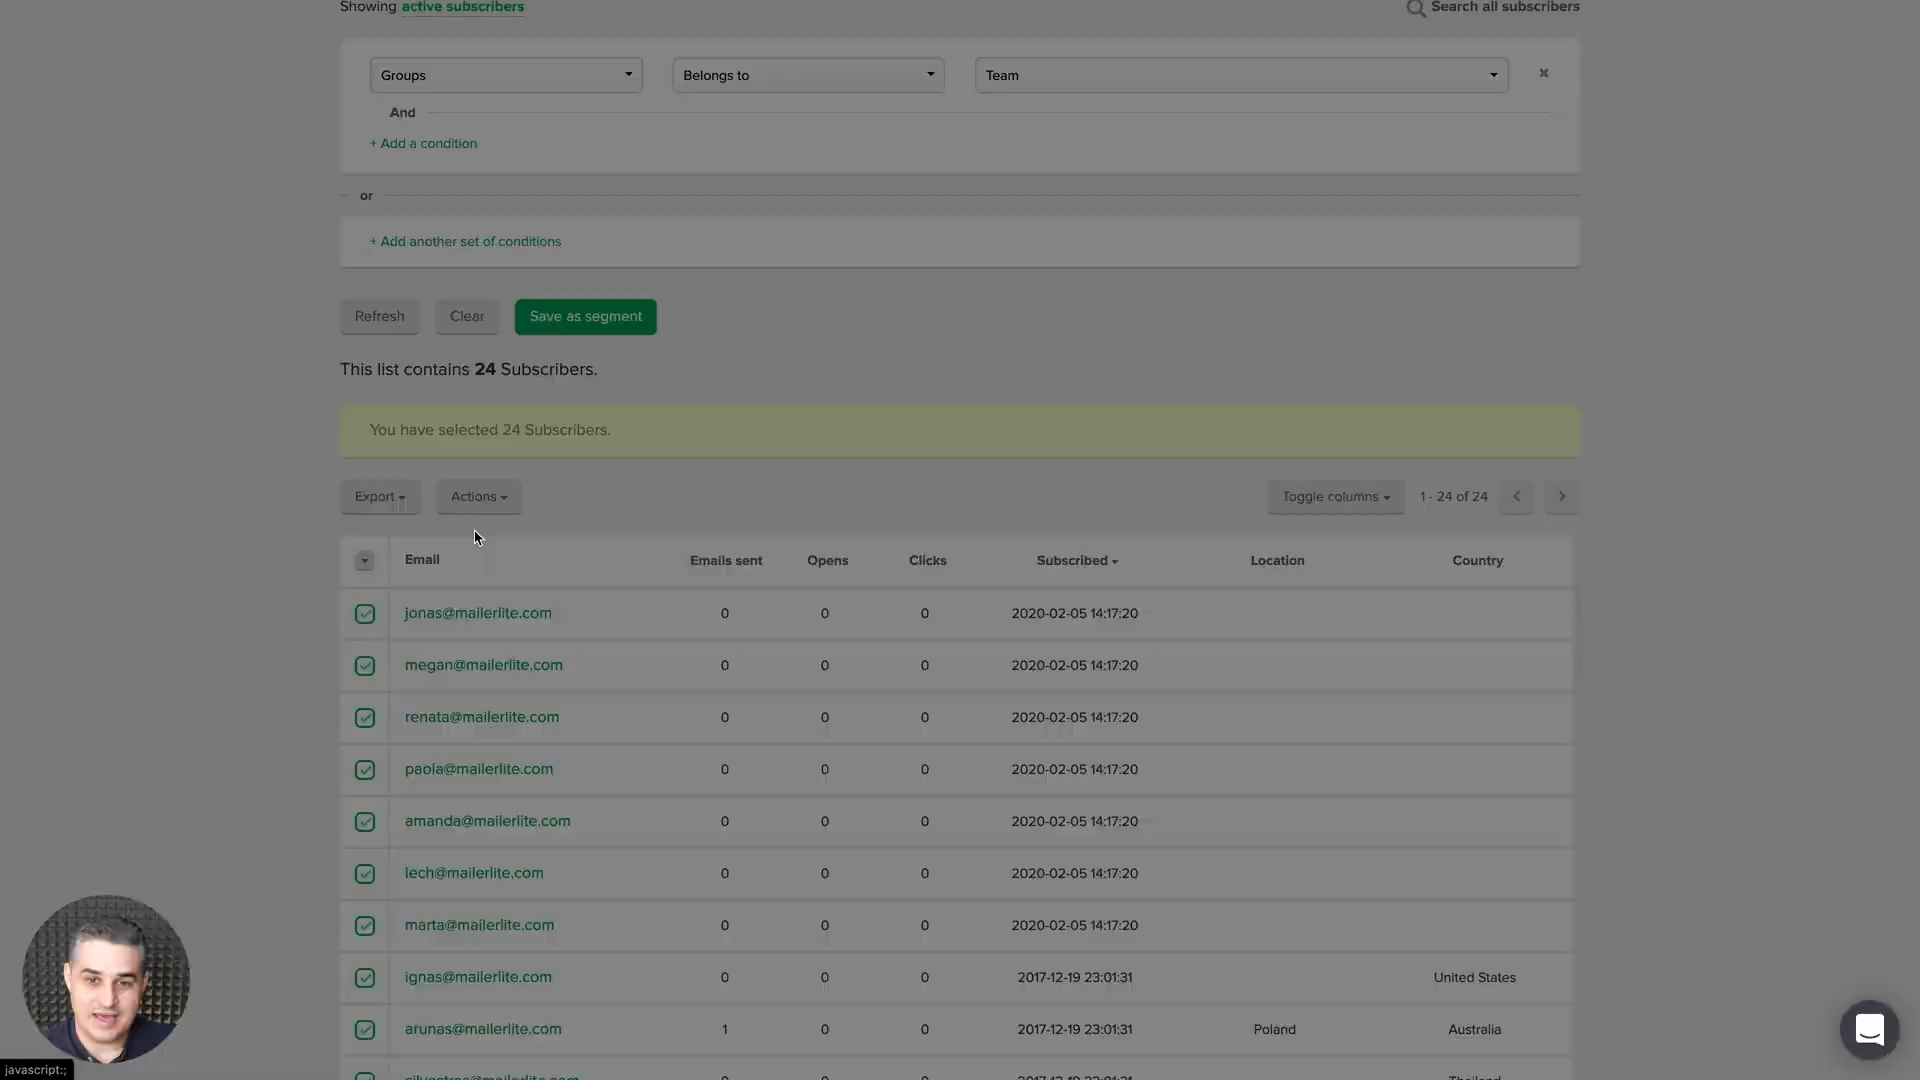 Showing active subscribers
Search all subscribers
Groups
Belongs to
Team
And
+ Add a condition
or
+ Add another set of conditions
Refresh
Clear
Save as segment
This list contains 24 Subscribers.
You have selected 24 Subscribers.
Export
Actions
Toggle columns
1 - 24 of 24
Email Emails sent Opens Clicks Subscribed Location Country
jonas@mailerlite.com 0 0 0 2020-02-05 14:17:20
megan@mailerlite.com 0 0 0 2020-02-05 14:17:20
renata@mailerlite.com 0 0 0 2020-02-05 14:17:20
paola@mailerlite.com 0 0 0 2020-02-05 14:17:20
amanda@mailerlite.com 0 0 0 2020-02-05 14:17:20
lech@mailerlite.com 0 0 0 2020-02-05 14:17:20
marta@mailerlite.com 0 0 0 2020-02-05 14:17:20
ignas@mailerlite.com 0 0 0 2017-12-19 23:01:31 United States
arunas@mailerlite.com 1 0 0 2017-12-19 23:01:31 Poland Australia
javascript:;